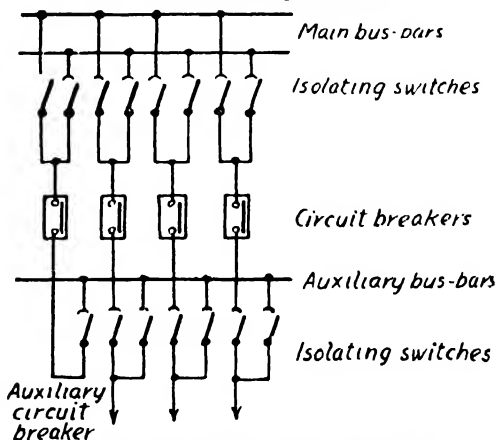 Main bus-bars
Isolating switches
Circuit breakers
Auxiliary bus-bars
Isolating switches
Auxiliary
circuit
breaker